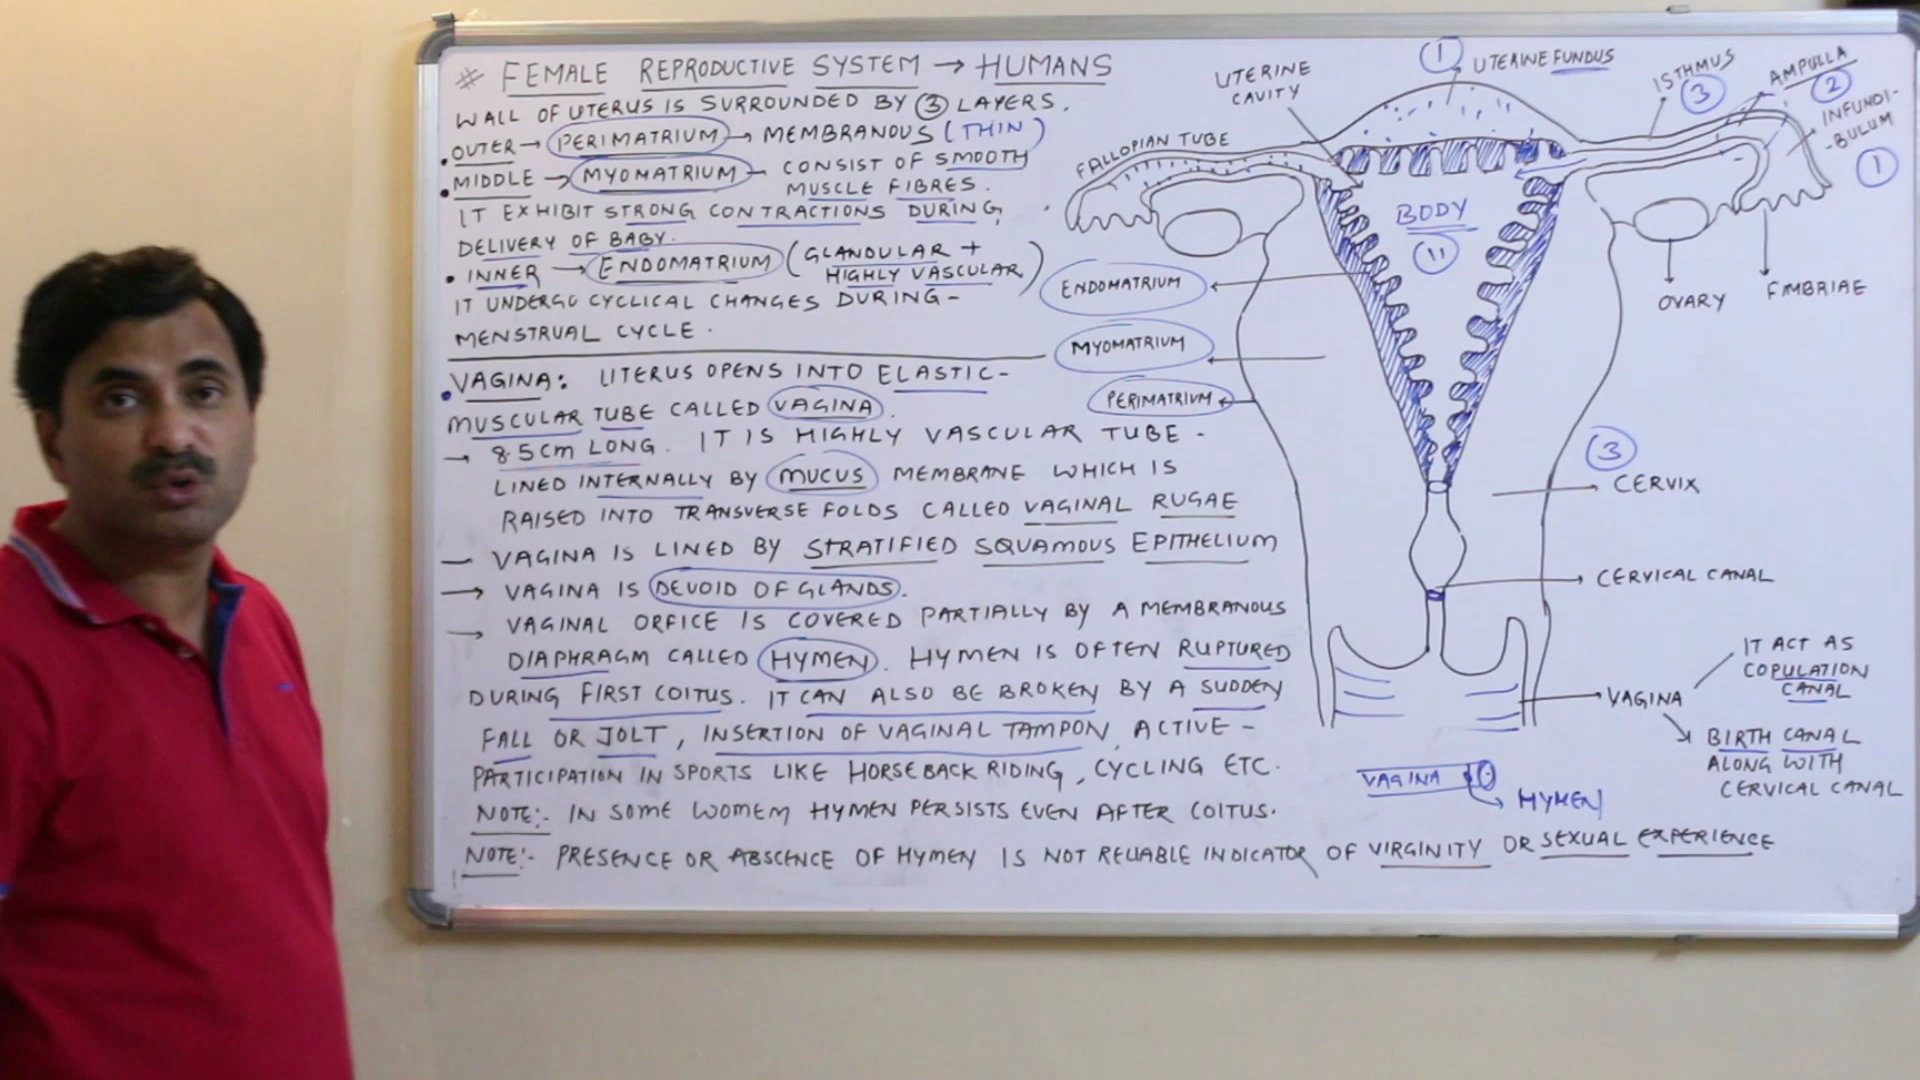 # FEMALE REPRODUCTIVE SYSTEM → HUMANS
WALL OF UTERUS IS SURROUNDED BY ③ LAYERS.
• OUTER → PERIMATRIUM → MEMBRANOUS (THIN)
• MIDDLE → MYOMATRIUM - CONSIST OF SMOOTH
MUSCLE FIBRES.
IT EXHIBIT STRONG CONTRACTIONS DURING
DELIVERY OF BABY.
• INNER → ENDOMATRIUM (GLANDULAR +
HIGHLY VASCULAR)
IT UNDERGO CYCLICAL CHANGES DURING -
MENSTRUAL CYCLE.
• VAGINA: UTERUS OPENS INTO ELASTIC -
MUSCULAR TUBE CALLED VAGINA.
→ 8.5CM LONG. IT IS HIGHLY VASCULAR TUBE -
LINED INTERNALLY BY MUCUS MEMBRANE WHICH IS
RAISED INTO TRANSVERSE FOLDS CALLED VAGINAL RUGAE
— VAGINA IS LINED BY STRATIFIED SQUAMOUS EPITHELIUM
→ VAGINA IS DEVOID OF GLANDS.
→ VAGINAL ORFICE IS COVERED PARTIALLY BY A MEMBRANOUS
DIAPHRAGM CALLED HYMEN. HYMEN IS OFTEN RUPTURED
DURING FIRST COITUS. IT CAN ALSO BE BROKEN BY A SUDDEN
FALL OR JOLT, INSERTION OF VAGINAL TAMPON, ACTIVE -
PARTICIPATION IN SPORTS LIKE HORSEBACK RIDING, CYCLING ETC.
NOTE:- IN SOME WOMEM HYMEN PERSISTS EVEN AFTER COITUS.
NOTE:- PRESENCE OR ABSCENCE OF HYMEN IS NOT RELIABLE INDICATOR OF VIRGINITY OR SEXUAL EXPERIENCE
UTERINE
CAVITY
① UTERINE FUNDUS
ISTHMUS
③
AMPULLA
②
INFUNDI-
-BULUM
①
FALLOPIAN TUBE
BODY
⑪
ENDOMATRIUM
MYOMATRIUM
PERIMATRIUM
OVARY
FIMBRIAE
③
CERVIX
CERVICAL CANAL
VAGINA
IT ACT AS
COPULATION
CANAL
BIRTH CANAL
ALONG WITH
CERVICAL CANAL
VAGINA
HYMEN